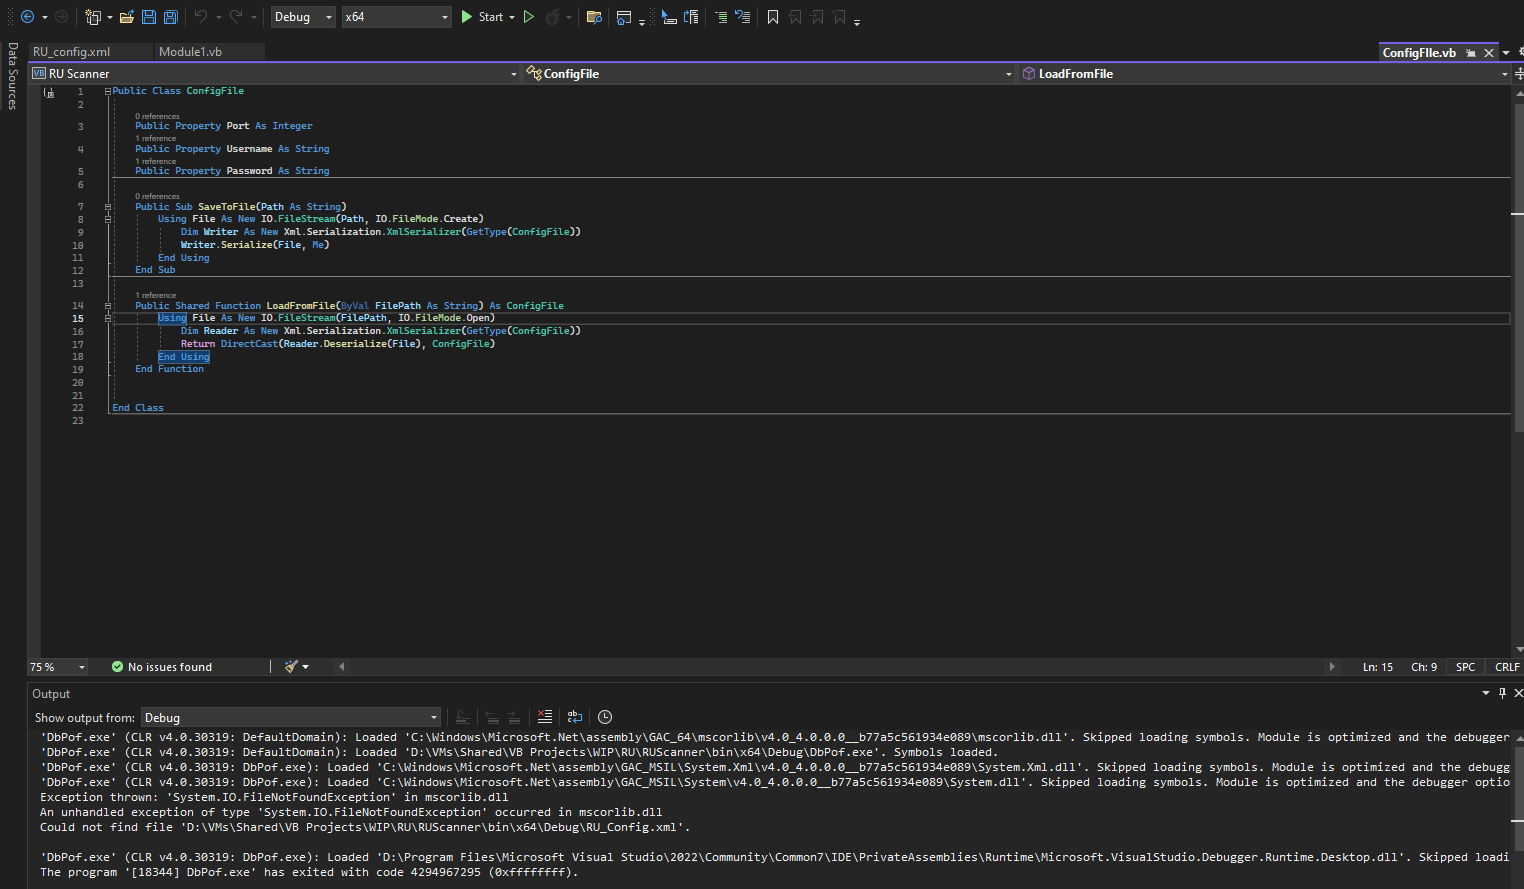 Debug x64 Start
Data Sources
RU_config.xml Module1.vb ConfigFIle.vb
VB RU Scanner ConfigFile LoadFromFile
1 Public Class ConfigFile
2
0 references
3 Public Property Port As Integer
1 reference
4 Public Property Username As String
1 reference
5 Public Property Password As String
6
0 references
7 Public Sub SaveToFile(Path As String)
8 Using File As New IO.FileStream(Path, IO.FileMode.Create)
9 Dim Writer As New Xml.Serialization.XmlSerializer(GetType(ConfigFile))
10 Writer.Serialize(File, Me)
11 End Using
12 End Sub
13
1 reference
14 Public Shared Function LoadFromFile(ByVal FilePath As String) As ConfigFile
15 Using File As New IO.FileStream(FilePath, IO.FileMode.Open)
16 Dim Reader As New Xml.Serialization.XmlSerializer(GetType(ConfigFile))
17 Return DirectCast(Reader.Deserialize(File), ConfigFile)
18 End Using
19 End Function
20
21
22 End Class
23
75 % No issues found Ln: 15 Ch: 9 SPC CRLF
Output
Show output from: Debug
'DbPof.exe' (CLR v4.0.30319: DefaultDomain): Loaded 'C:\Windows\Microsoft.Net\assembly\GAC_64\mscorlib\v4.0_4.0.0.0__b77a5c561934e089\mscorlib.dll'. Skipped loading symbols. Module is optimized and the debugger
'DbPof.exe' (CLR v4.0.30319: DefaultDomain): Loaded 'D:\VMs\Shared\VB Projects\WIP\RU\RUScanner\bin\x64\Debug\DbPof.exe'. Symbols loaded.
'DbPof.exe' (CLR v4.0.30319: DbPof.exe): Loaded 'C:\Windows\Microsoft.Net\assembly\GAC_MSIL\System.Xml\v4.0_4.0.0.0__b77a5c561934e089\System.Xml.dll'. Skipped loading symbols. Module is optimized and the debugg
'DbPof.exe' (CLR v4.0.30319: DbPof.exe): Loaded 'C:\Windows\Microsoft.Net\assembly\GAC_MSIL\System\v4.0_4.0.0.0__b77a5c561934e089\System.dll'. Skipped loading symbols. Module is optimized and the debugger optio
Exception thrown: 'System.IO.FileNotFoundException' in mscorlib.dll
An unhandled exception of type 'System.IO.FileNotFoundException' occurred in mscorlib.dll
Could not find file 'D:\VMs\Shared\VB Projects\WIP\RU\RUScanner\bin\x64\Debug\RU_Config.xml'.
'DbPof.exe' (CLR v4.0.30319: DbPof.exe): Loaded 'D:\Program Files\Microsoft Visual Studio\2022\Community\Common7\IDE\PrivateAssemblies\Runtime\Microsoft.VisualStudio.Debugger.Runtime.Desktop.dll'. Skipped loadi
The program '[18344] DbPof.exe' has exited with code 4294967295 (0xffffffff).